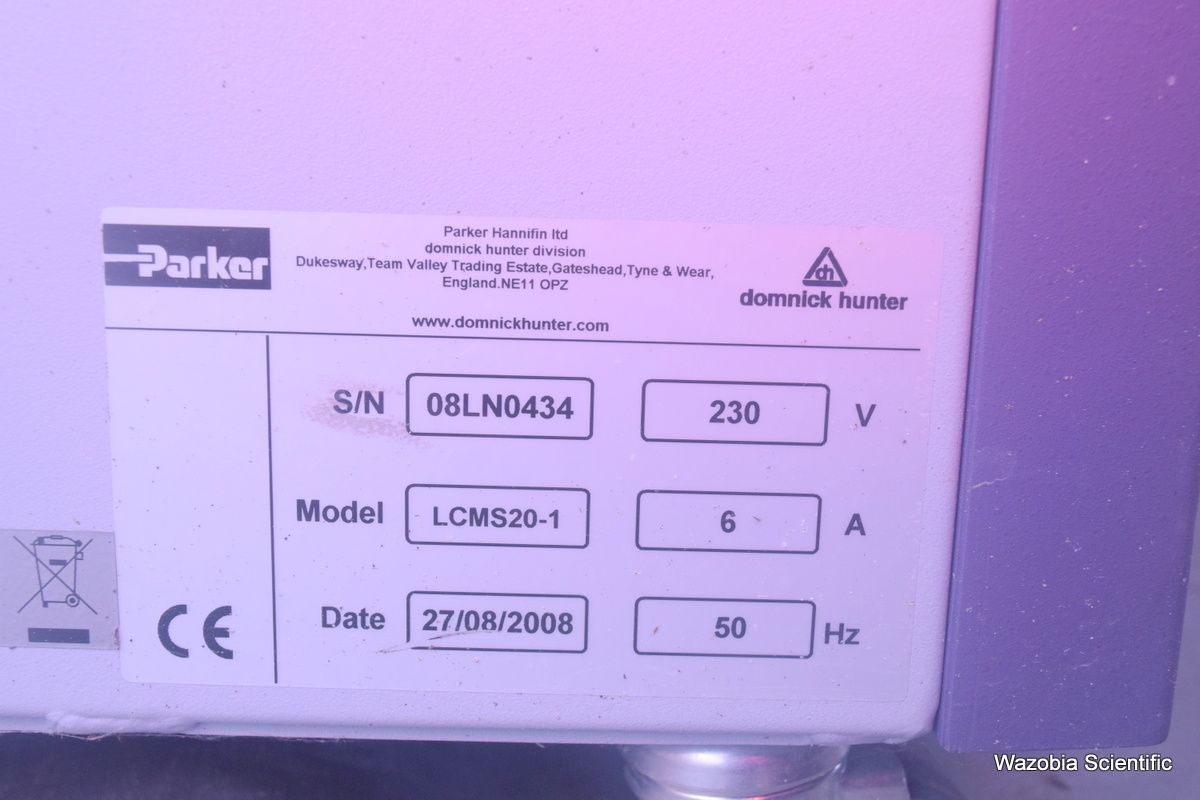 Parker
Parker Hannifin ltd
domnick hunter division
Dukesway,Team Valley Trading Estate,Gateshead,Tyne & Wear,
England.NE11 OPZ
www.domnickhunter.com
dh
domnick hunter
S/N 08LN0434 230 V
Model LCMS20-1 6 A
Date 27/08/2008 50 Hz
CE
Wazobia Scientific